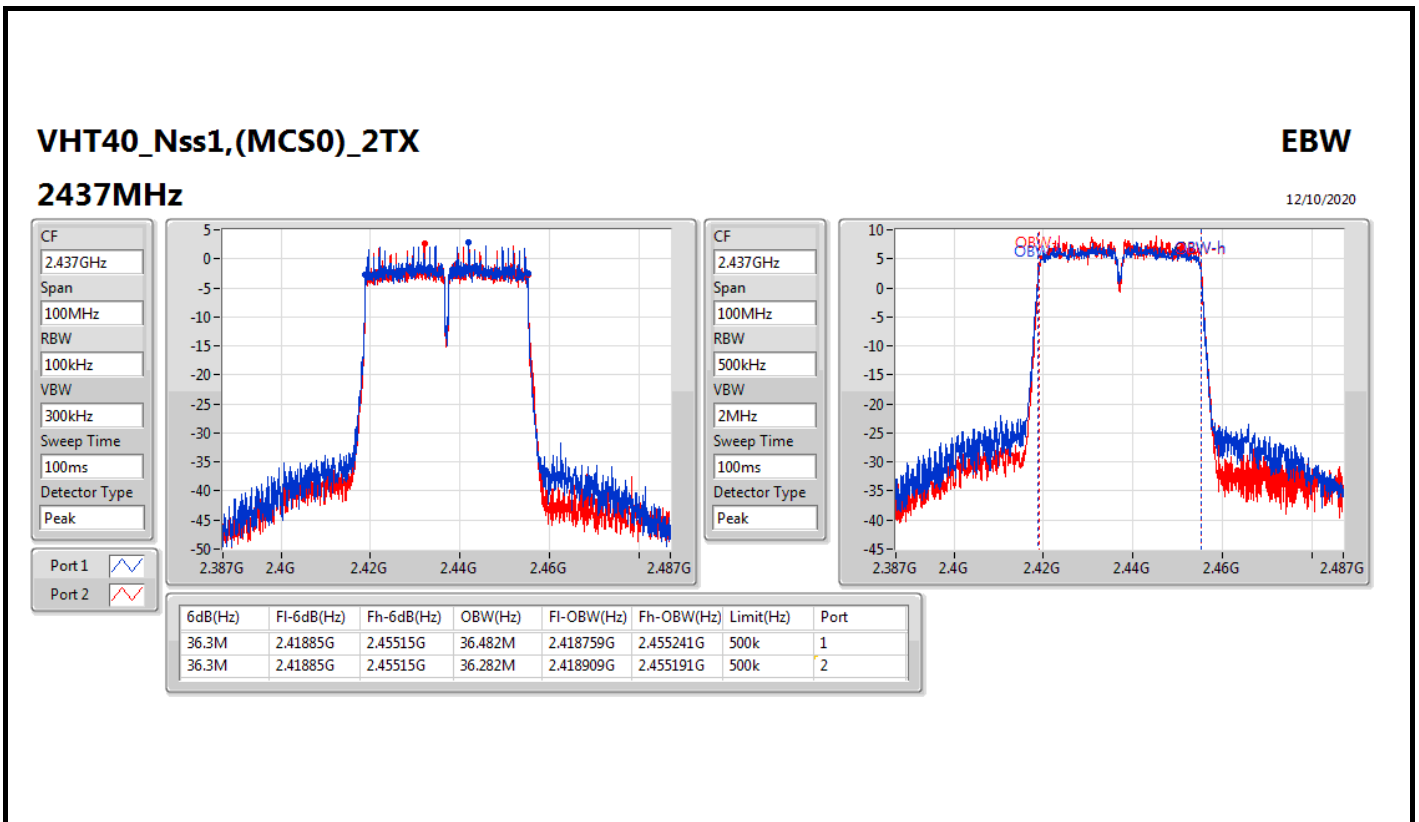 VHT40_Nss1,(MCS0)_2TX
EBW
2437MHz
12/10/2020
CF
2.437GHz
Span
100MHz
RBW
100kHz
VBW
300kHz
Sweep Time
100ms
Detector Type
Peak
Port 1
Port 2
5
0
-5
-10
-15
-20
-25
-30
-35
-40
-45
-50
2.387G 2.4G 2.42G 2.44G 2.46G 2.487G
CF
2.437GHz
Span
100MHz
RBW
500kHz
VBW
2MHz
Sweep Time
100ms
Detector Type
Peak
10
5
0
-5
-10
-15
-20
-25
-30
-35
-40
-45
OBW-h
2.387G 2.4G 2.42G 2.44G 2.46G 2.487G
6dB(Hz) Fl-6dB(Hz) Fh-6dB(Hz) OBW(Hz) Fl-OBW(Hz) Fh-OBW(Hz) Limit(Hz) Port
36.3M 2.41885G 2.45515G 36.482M 2.418759G 2.455241G 500k 1
36.3M 2.41885G 2.45515G 36.282M 2.418909G 2.455191G 500k 2